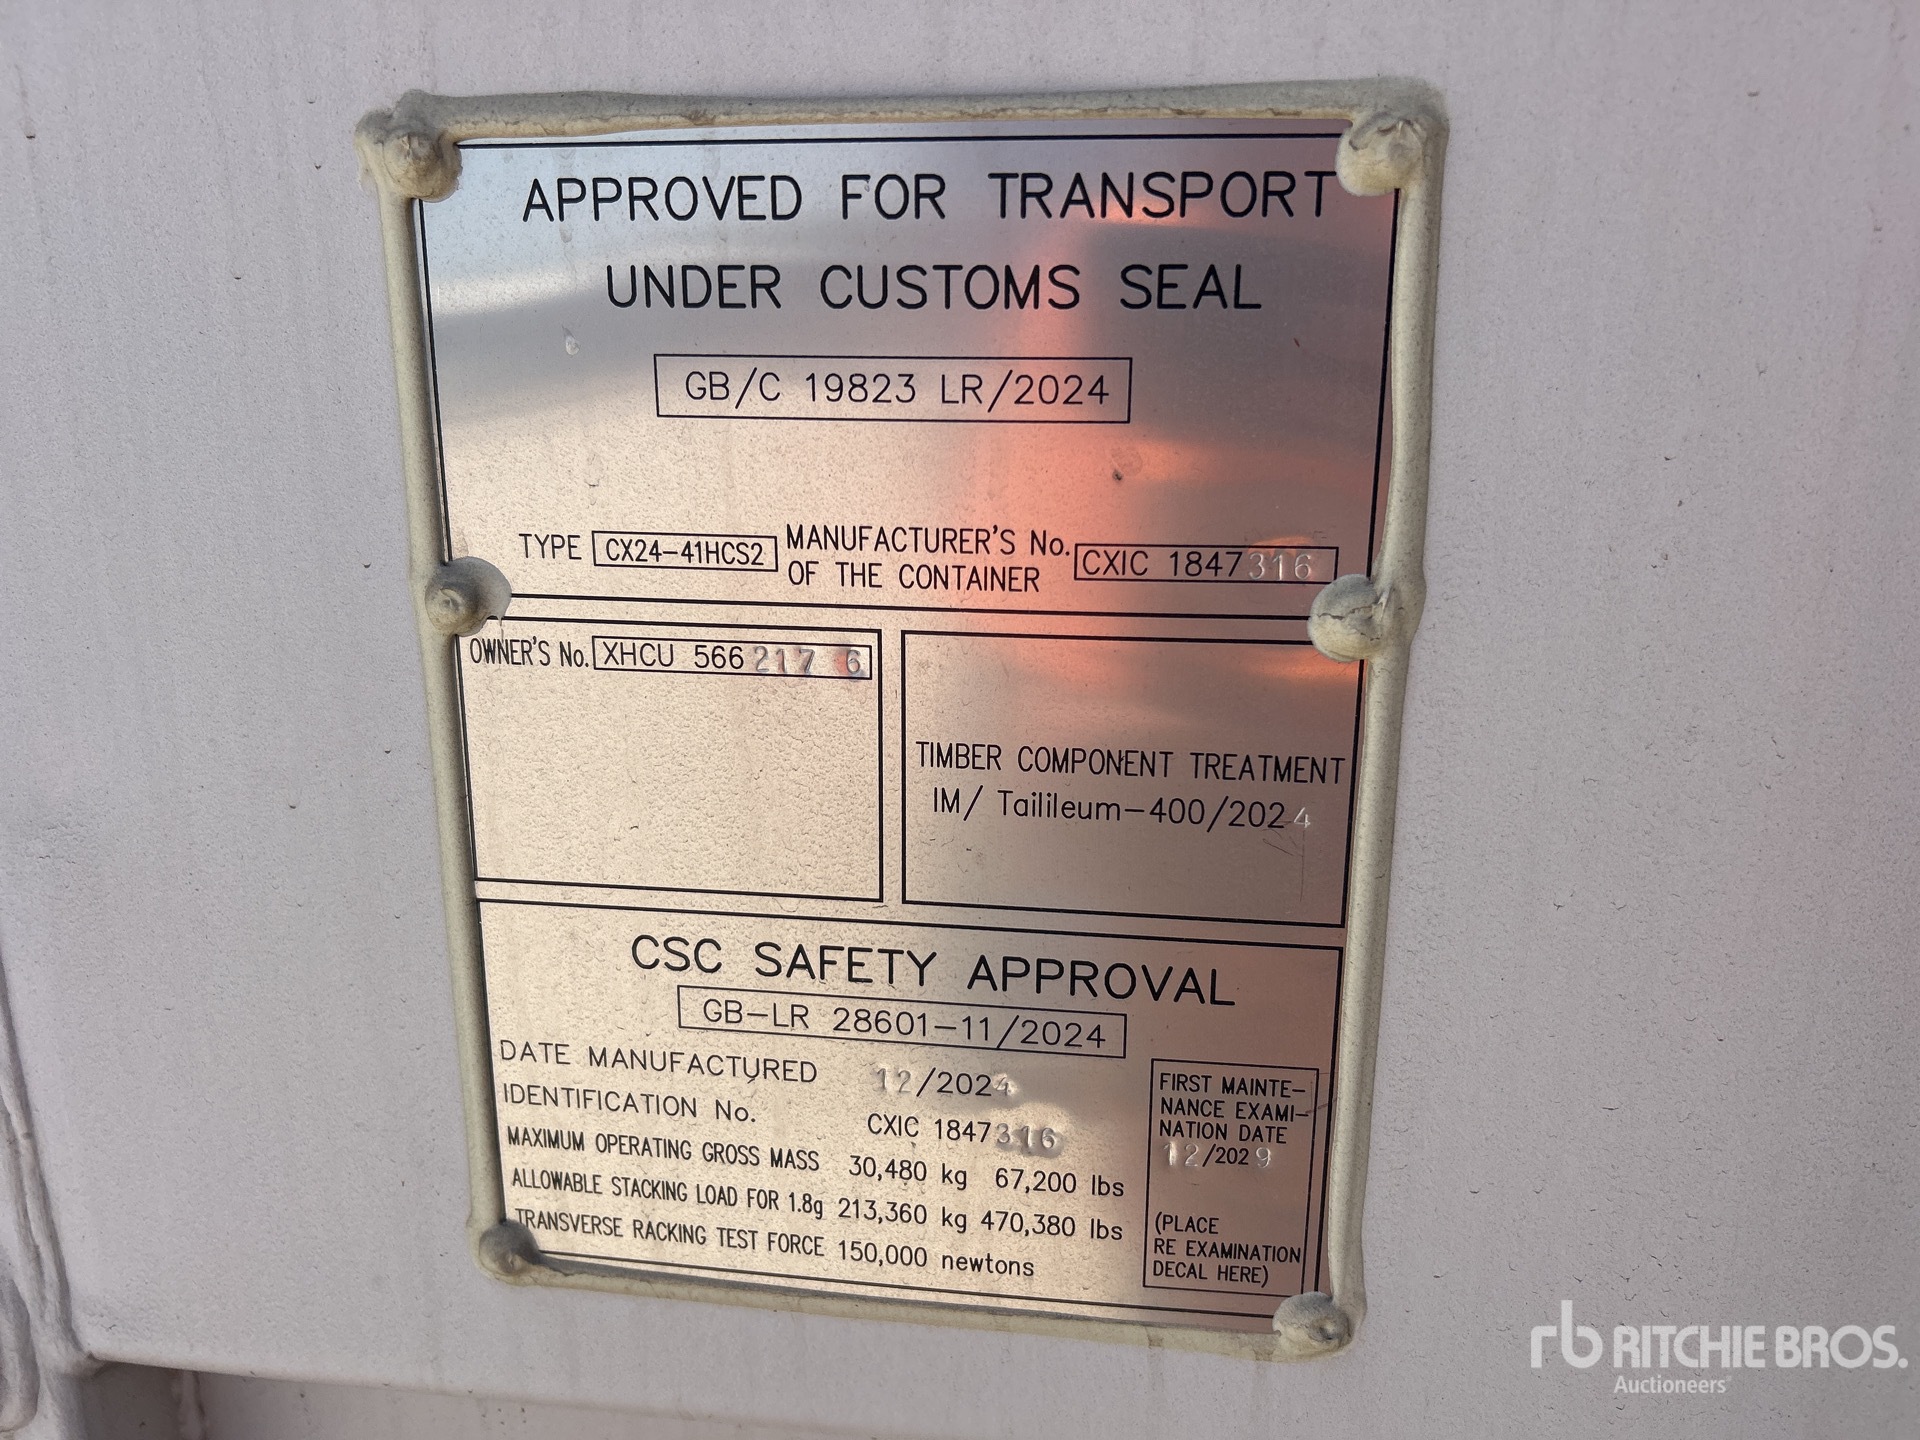 APPROVED FOR TRANSPORT
UNDER CUSTOMS SEAL
GB/C 19823 LR/2024
TYPE CX24-41HCS2 MANUFACTURER'S No. OF THE CONTAINER CXIC 1847316
OWNER'S No. XHCU 566217 6
TIMBER COMPONENT TREATMENT
IM/ Tailileum-400/2024
CSC SAFETY APPROVAL
GB-LR 28601-11/2024
DATE MANUFACTURED 12/2024
IDENTIFICATION No. CXIC 1847316
MAXIMUM OPERATING GROSS MASS 30,480 kg 67,200 lbs
ALLOWABLE STACKING LOAD FOR 1.8g 213,360 kg 470,380 lbs
TRANSVERSE RACKING TEST FORCE 150,000 newtons
FIRST MAINTE-
NANCE EXAMI-
NATION DATE
12/2029
(PLACE
RE EXAMINATION
DECAL HERE)
rb RITCHIE BROS.
Auctioneers